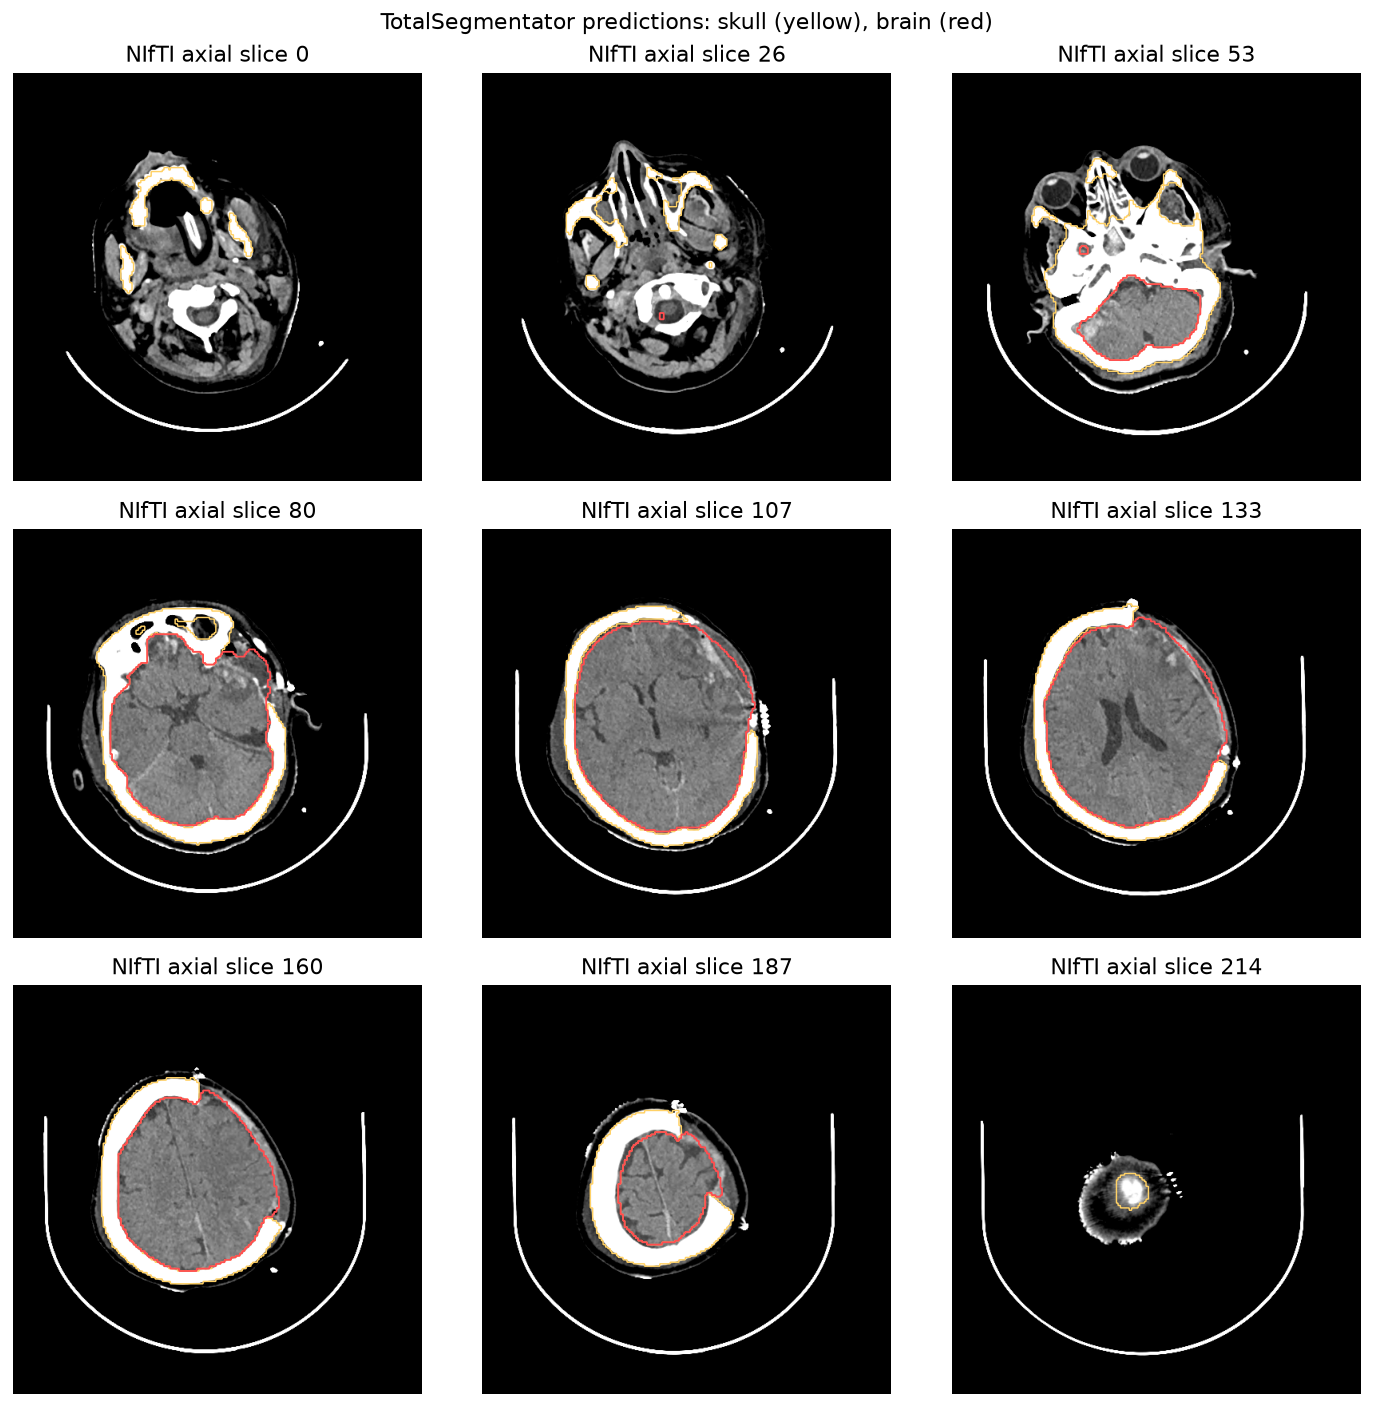 TotalSegmentator predictions: skull (yellow), brain (red)
NIfTI axial slice 0
NIfTI axial slice 26
NIfTI axial slice 53
NIfTI axial slice 80
NIfTI axial slice 107
NIfTI axial slice 133
NIfTI axial slice 160
NIfTI axial slice 187
NIfTI axial slice 214